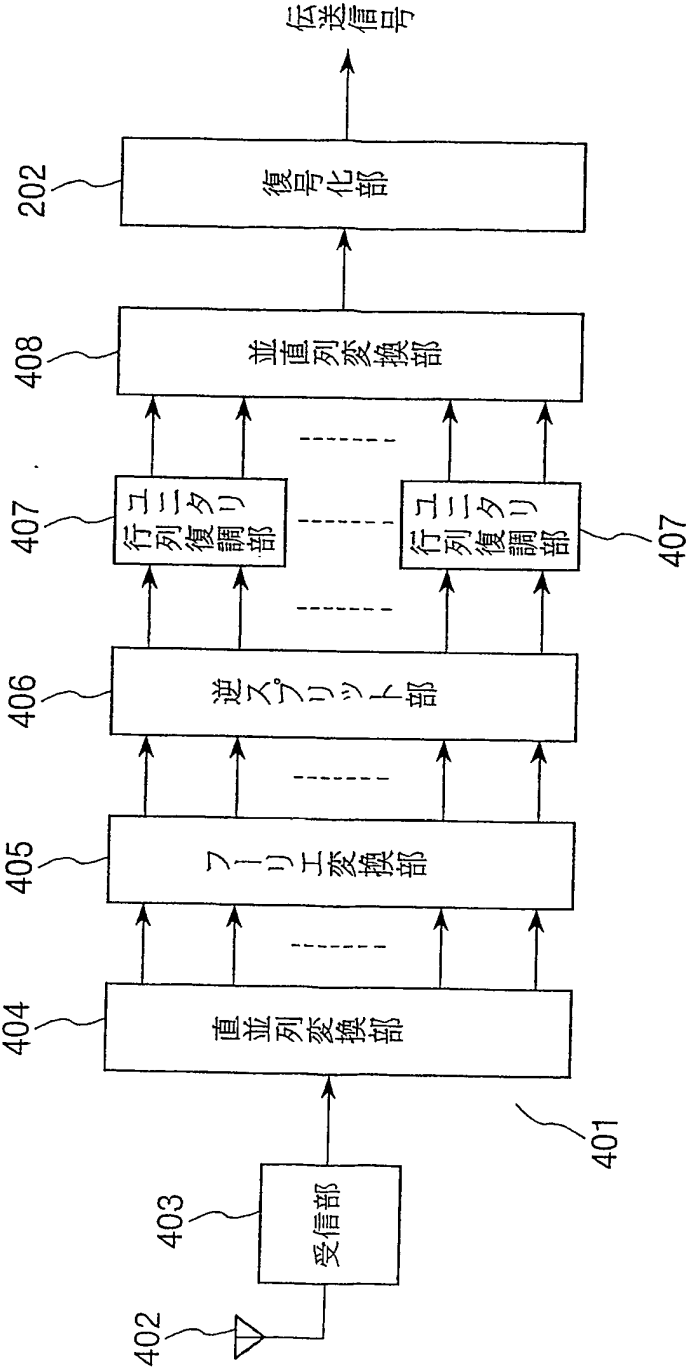 402
403
受信部
401
404
直並列変換部
405
フーリエ変換部
406
逆スプリット部
407
ユニタリ
行列復調部
ユニタリ
行列復調部
407
408
並直列変換部
202
復号化部
伝送信号